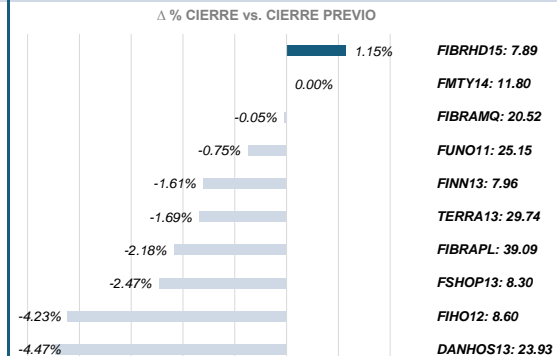 Δ % CIERRE vs. CIERRE PREVIO
1.15% FIBRHD15: 7.89
0.00% FMTY14: 11.80
-0.05% FIBRAMQ: 20.52
-0.75% FUNO11: 25.15
-1.61% FINN13: 7.96
-1.69% TERRA13: 29.74
-2.18% FIBRAPL: 39.09
-2.47% FSHOP13: 8.30
-4.23% FIHO12: 8.60
-4.47% DANHOS13: 23.93